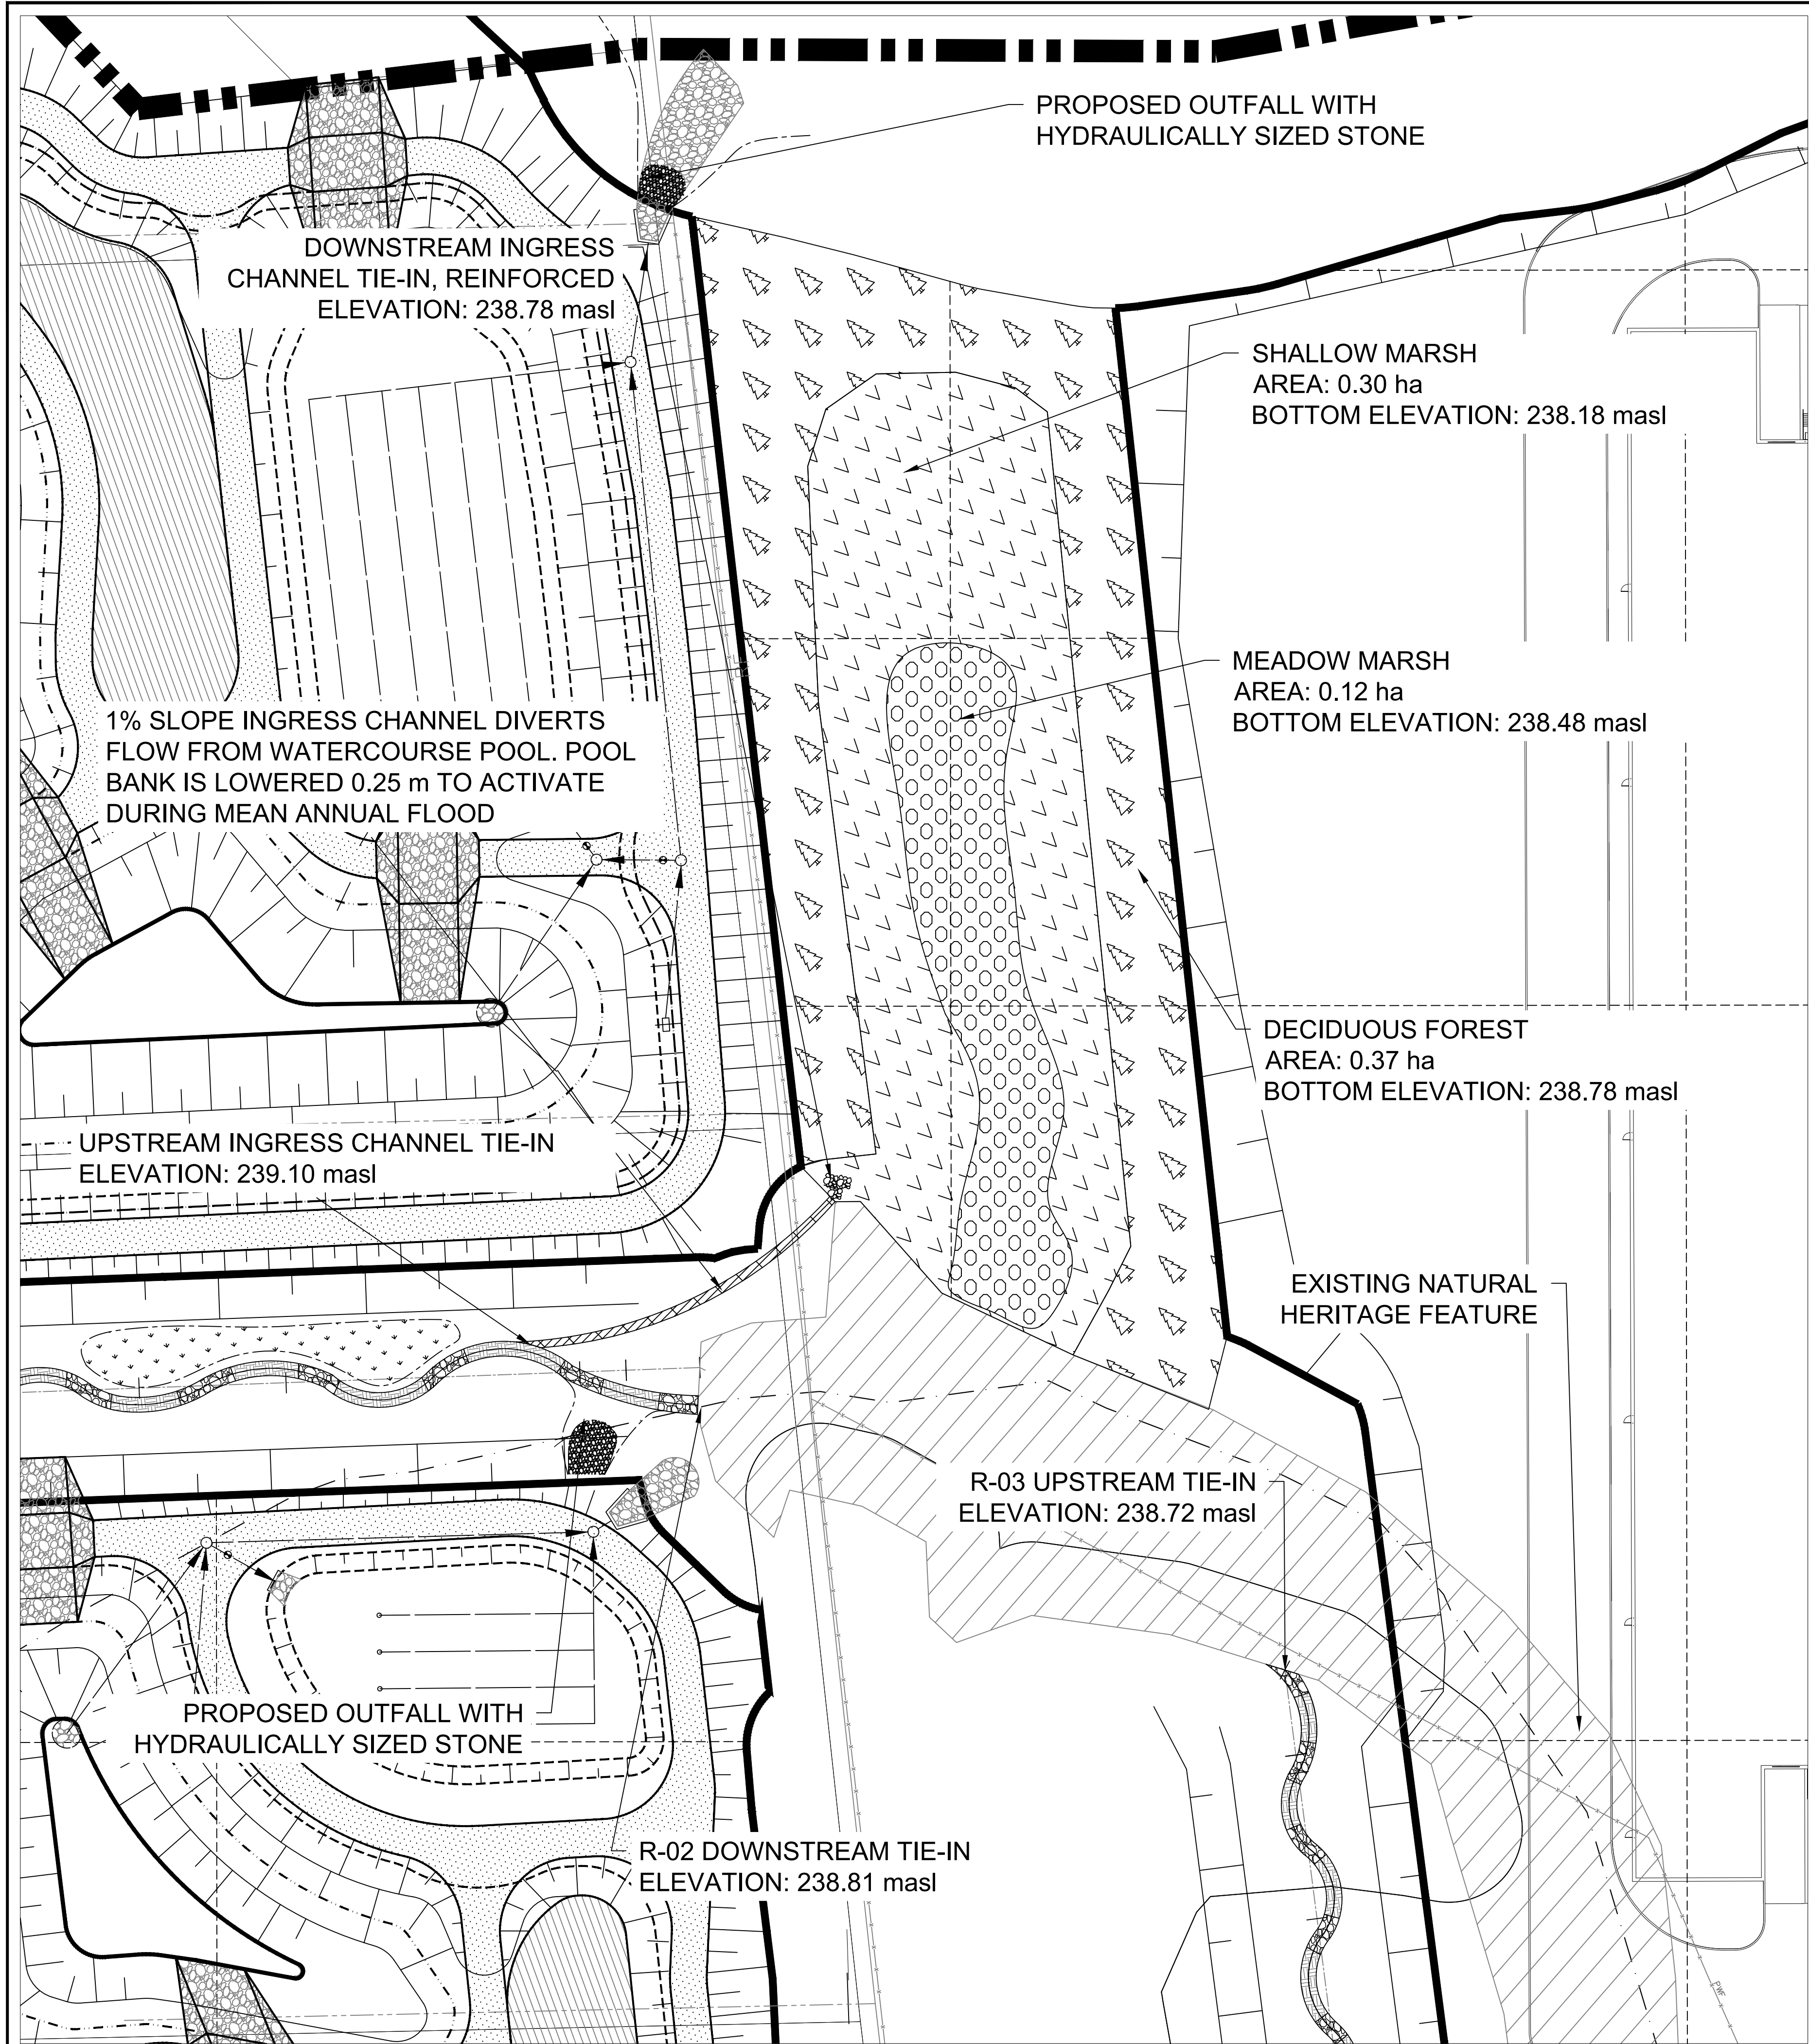 PROPOSED OUTFALL WITH
HYDRAULICALLY SIZED STONE
DOWNSTREAM INGRESS
CHANNEL TIE-IN, REINFORCED
ELEVATION: 238.78 masl
SHALLOW MARSH
AREA: 0.30 ha
BOTTOM ELEVATION: 238.18 masl
MEADOW MARSH
AREA: 0.12 ha
BOTTOM ELEVATION: 238.48 masl
1% SLOPE INGRESS CHANNEL DIVERTS
FLOW FROM WATERCOURSE POOL. POOL
BANK IS LOWERED 0.25 m TO ACTIVATE
DURING MEAN ANNUAL FLOOD
DECIDUOUS FOREST
AREA: 0.37 ha
BOTTOM ELEVATION: 238.78 masl
UPSTREAM INGRESS CHANNEL TIE-IN
ELEVATION: 239.10 masl
EXISTING NATURAL
HERITAGE FEATURE
R-03 UPSTREAM TIE-IN
ELEVATION: 238.72 masl
PROPOSED OUTFALL WITH
HYDRAULICALLY SIZED STONE
R-02 DOWNSTREAM TIE-IN
ELEVATION: 238.81 masl